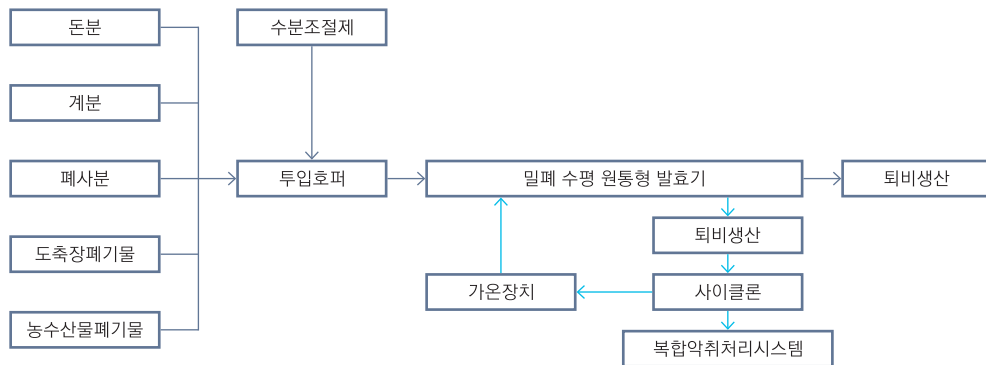 돈분
수분조절제
계분
폐사분
투입호퍼
밀폐 수평 원통형 발효기
퇴비생산
퇴비생산
도축장폐기물
가온장치
사이클론
농수산물폐기물
복합악취처리시스템